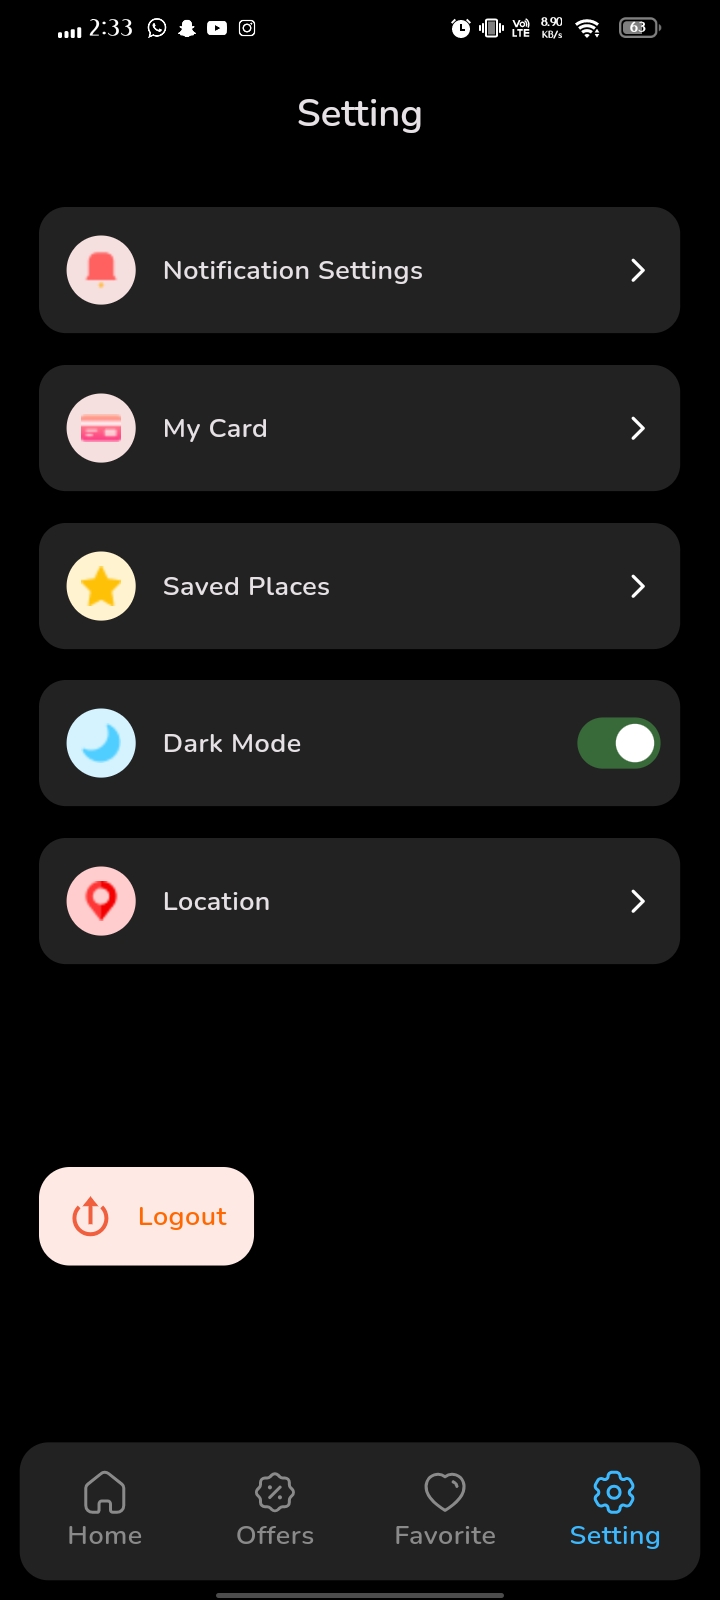 2:33 Vo) LTE 8.90 KB/s 63
Setting
Notification Settings
My Card
Saved Places
Dark Mode
Location
Logout
Home Offers Favorite Setting